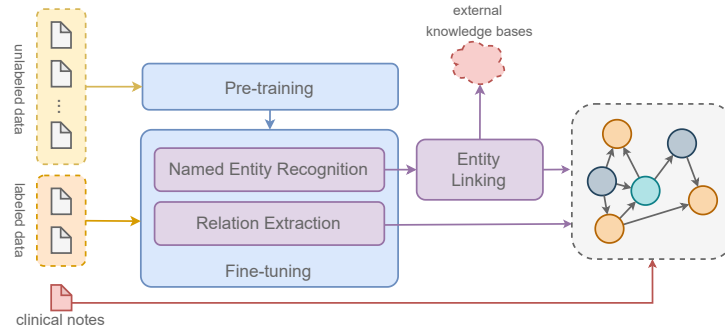 external
knowledge bases
unlabeled data
...
Pre-training
Named Entity Recognition
Entity
Linking
labeled data
Relation Extraction
Fine-tuning
clinical notes